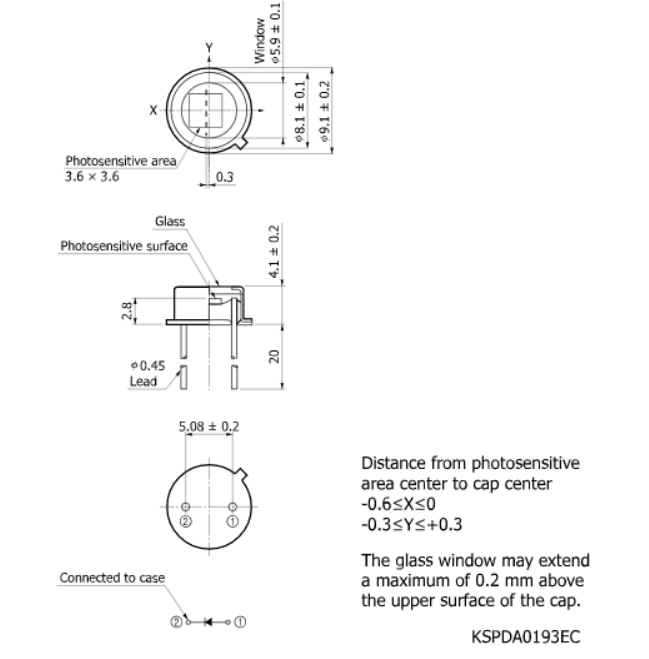 Window
φ5.9 ± 0.1
Y
X
φ8.1 ± 0.1
φ9.1 ± 0.2
Photosensitive area
3.6 × 3.6
0.3
Glass
Photosensitive surface
4.1 ± 0.2
2.8
20
φ0.45
Lead
5.08 ± 0.2
②
①
Distance from photosensitive
area center to cap center
-0.6≤X≤0
-0.3≤Y≤+0.3
The glass window may extend
a maximum of 0.2 mm above
the upper surface of the cap.
Connected to case
②
①
KSPDA0193EC